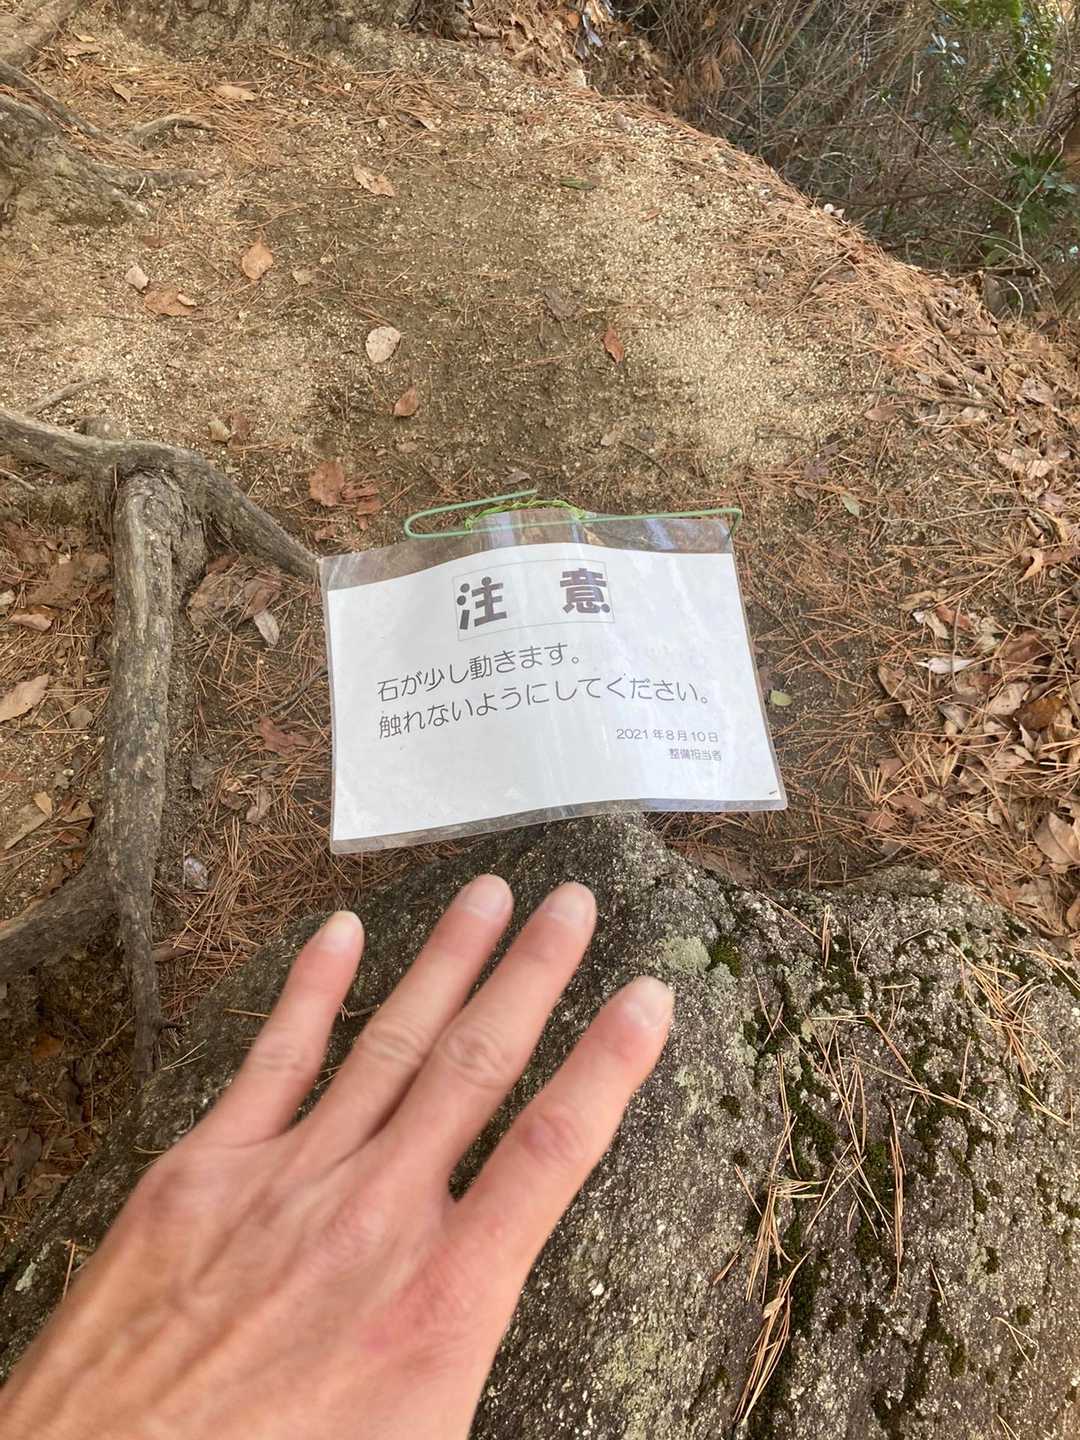 注　意
石が少し動きます。
触れないようにしてください。
2021年8月10日
整備担当者